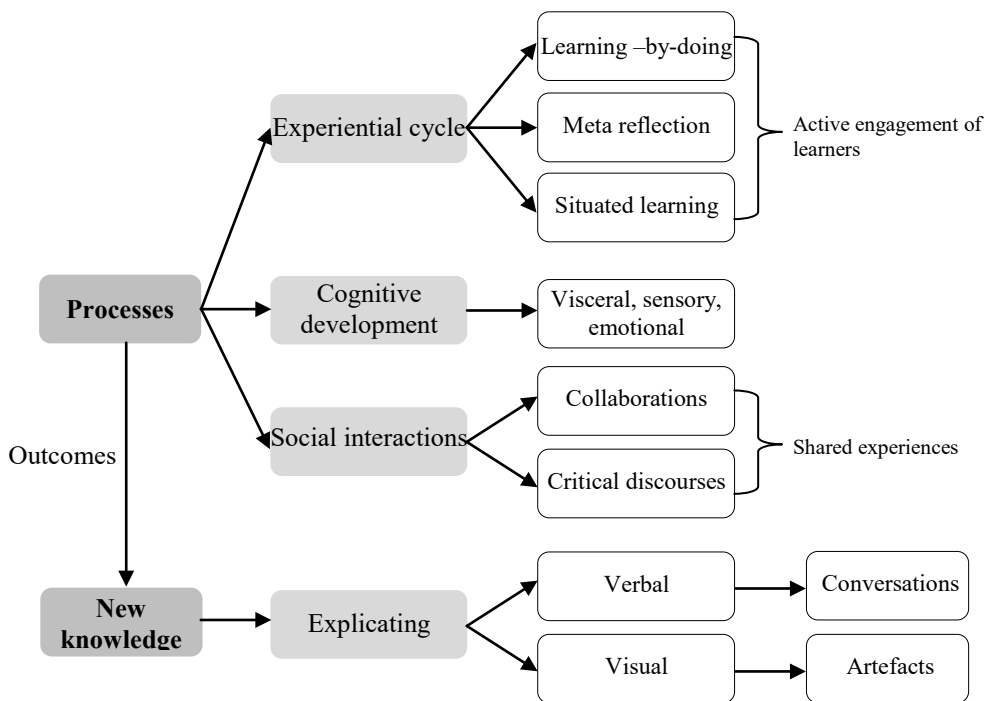 Learning –by-doing
Experiential cycle
Meta reflection
Active engagement of
learners
Situated learning
Processes
Cognitive
development
Visceral, sensory,
emotional
Collaborations
Social interactions
Shared experiences
Outcomes
Critical discourses
New
knowledge
Explicating
Verbal
Conversations
Visual
Artefacts